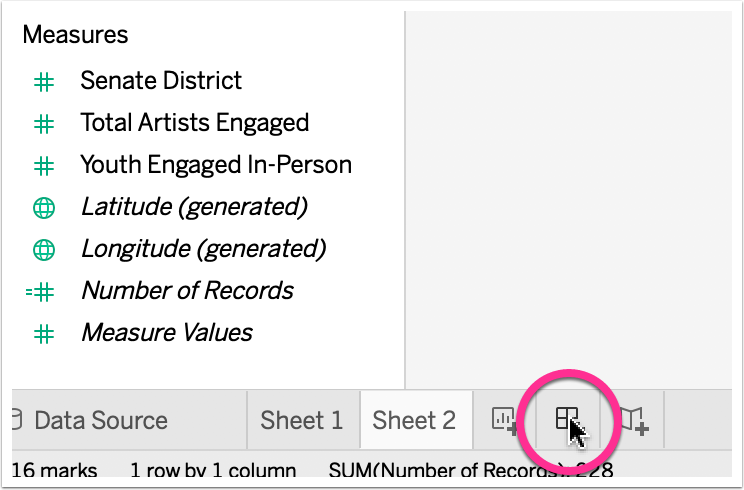 Measures
Senate District
Total Artists Engaged
Youth Engaged In-Person
Latitude (generated)
Longitude (generated)
Number of Records
Measure Values
Data Source Sheet 1 Sheet 2
16 marks 1 row by 1 column SUM(Number of Records): 228